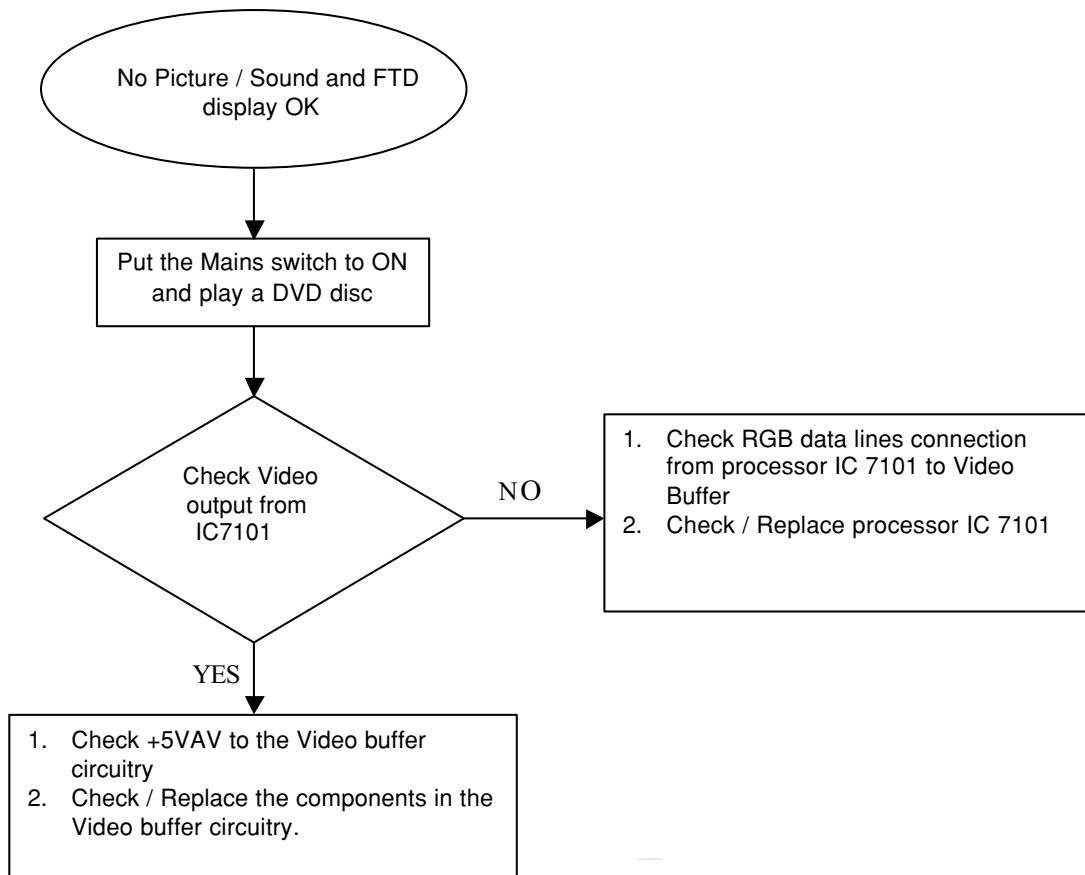 No Picture / Sound and FTD
display OK
Put the Mains switch to ON
and play a DVD disc
Check Video
output from
IC7101
NO
1. Check RGB data lines connection
from processor IC 7101 to Video
Buffer
2. Check / Replace processor IC 7101
YES
1. Check +5VAV to the Video buffer
circuitry
2. Check / Replace the components in the
Video buffer circuitry.